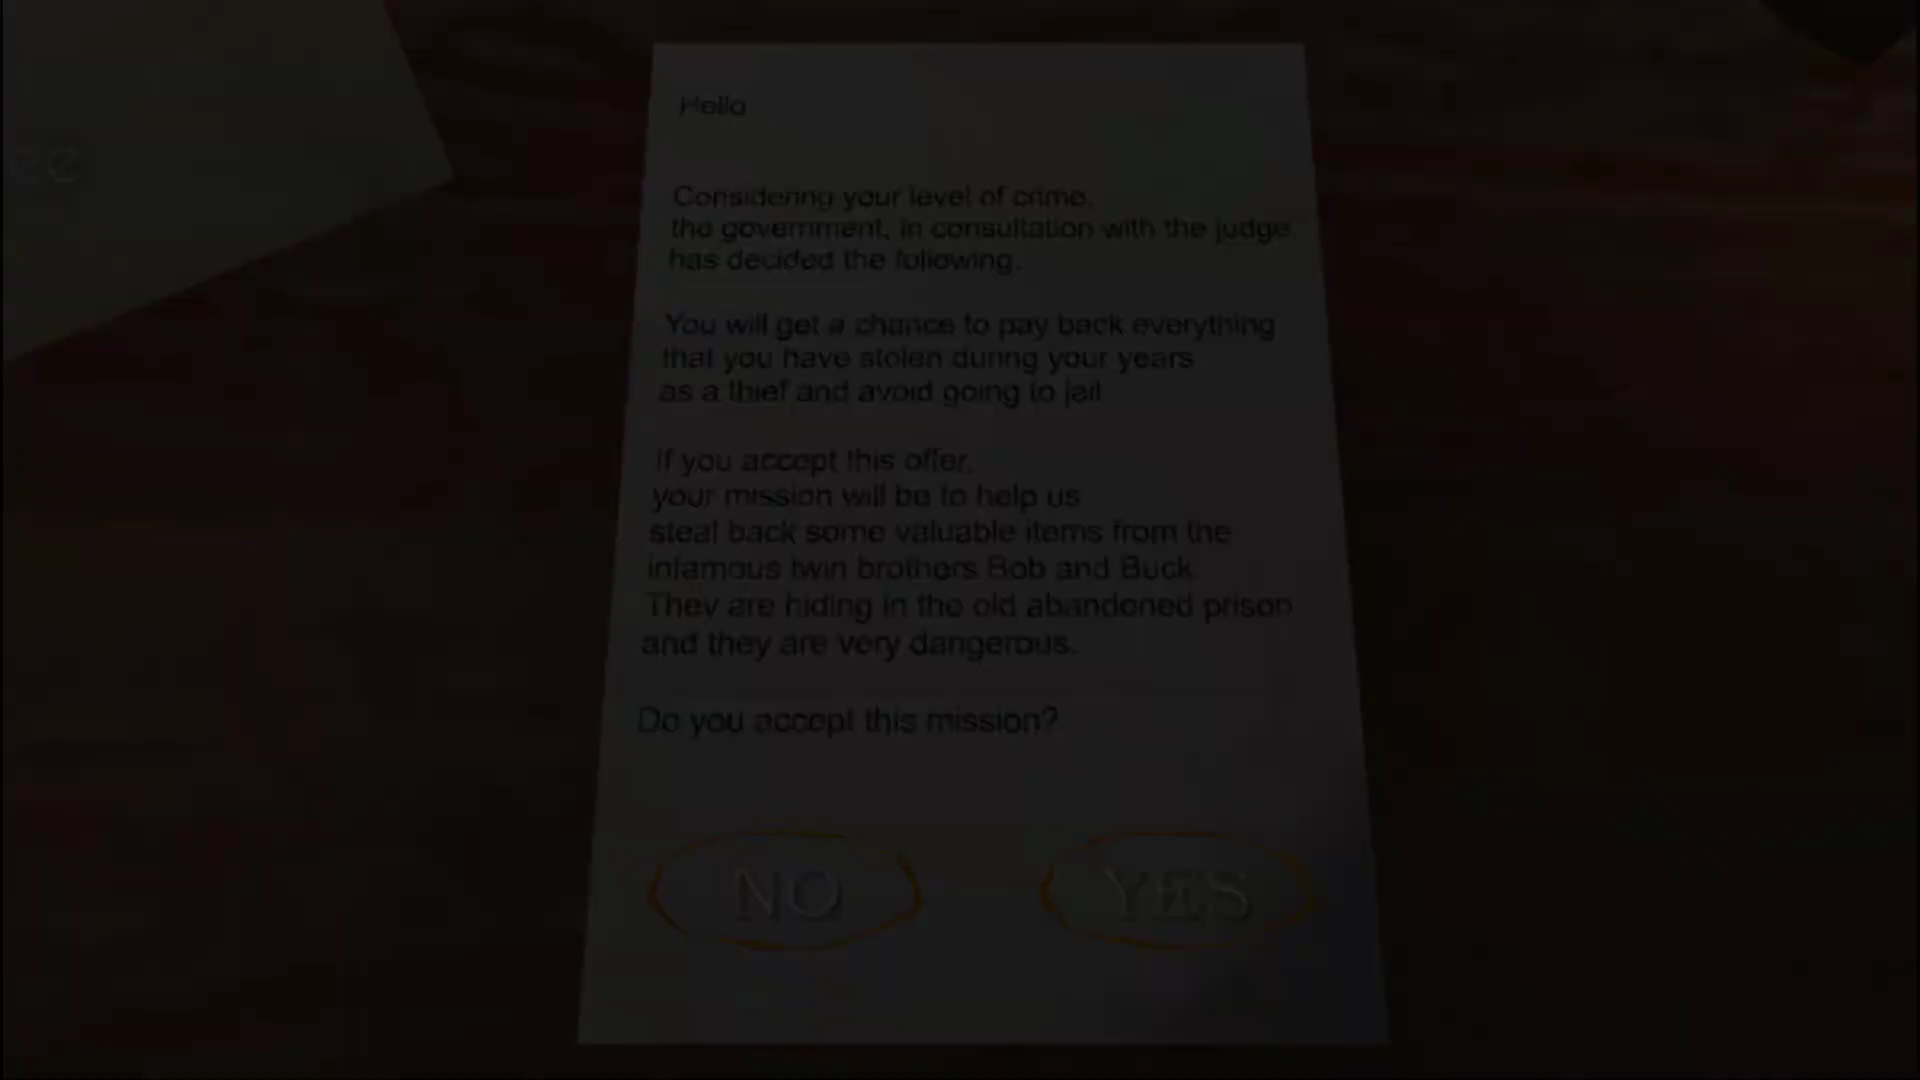 Hello
Considering your level of crime,
the government, in consultation with the judge
has decided the following.
You will get a chance to pay back everything
that you have stolen during your years
as a thief and avoid going to jail
If you accept this offer,
your mission will be to help us
steal back some valuable items from the
infamous twin brothers Bob and Buck
They are hiding in the old abandoned prison
and they are very dangerous.
Do you accept this mission?
NO YES